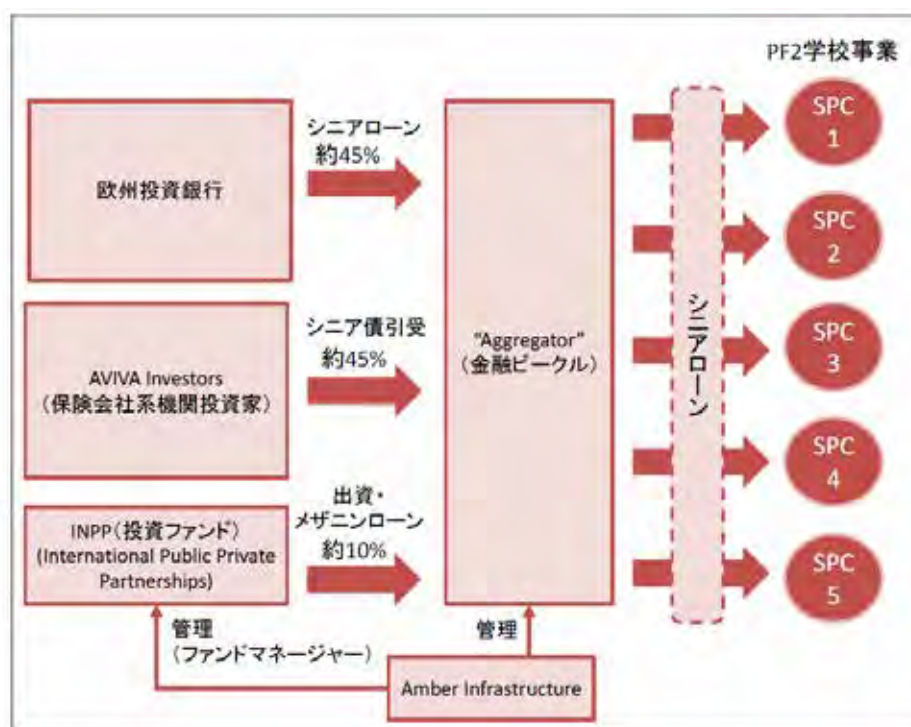 PF2学校事業
シニアローン
約45%
欧州投資銀行
シニア債引受
約45%
AVIVA Investors
（保険会社系機関投資家）
出資・
メザニンローン
約10%
INPP（投資ファンド）
(International Public Private
Partnerships)
"Aggregator"
（金融ビークル）
シニアローン
SPC
1
SPC
2
SPC
3
SPC
4
SPC
5
管理
（ファンドマネージャー）
管理
Amber Infrastructure